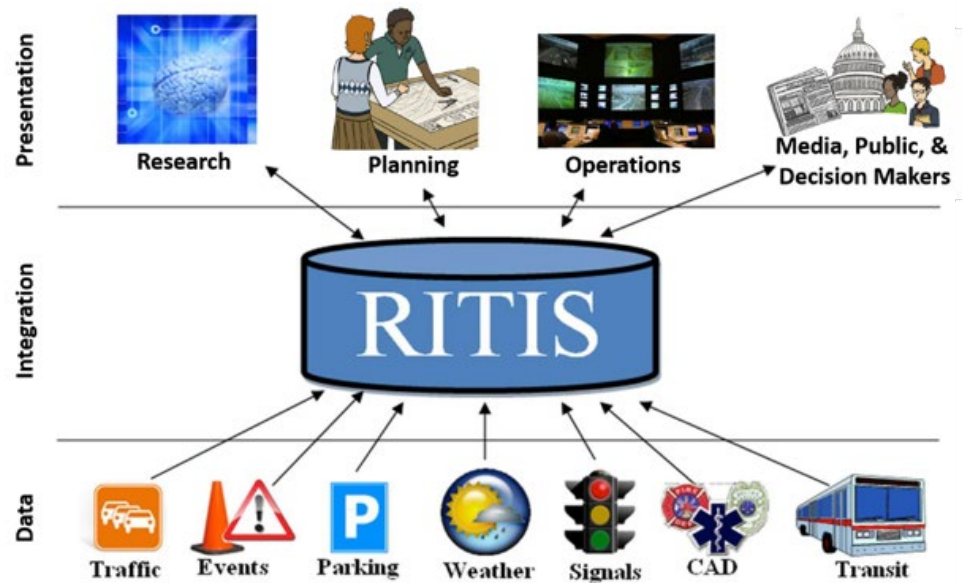 Presentation
Research
Planning
Operations
Media, Public, &
Decision Makers
Integration
RITIS
Data
P
Traffic
Events
Parking
Weather
Signals
CAD
Transit